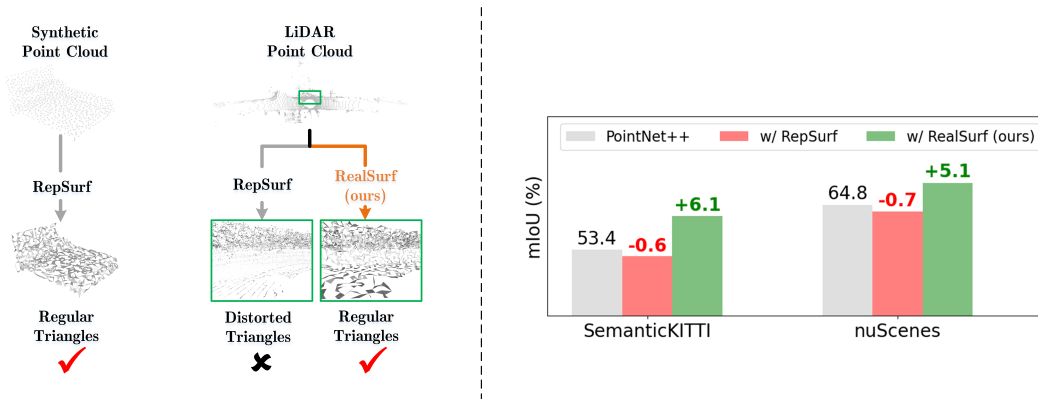 Synthetic
Point Cloud
RepSurf
Regular
Triangles
LiDAR
Point Cloud
RepSurf
RealSurf
(ours)
Distorted
Triangles
Regular
Triangles
mIoU (%)
PointNet++
w/ RepSurf
w/ RealSurf (ours)
53.4
-0.6
+6.1
64.8
-0.7
+5.1
SemanticKITTI
nuScenes